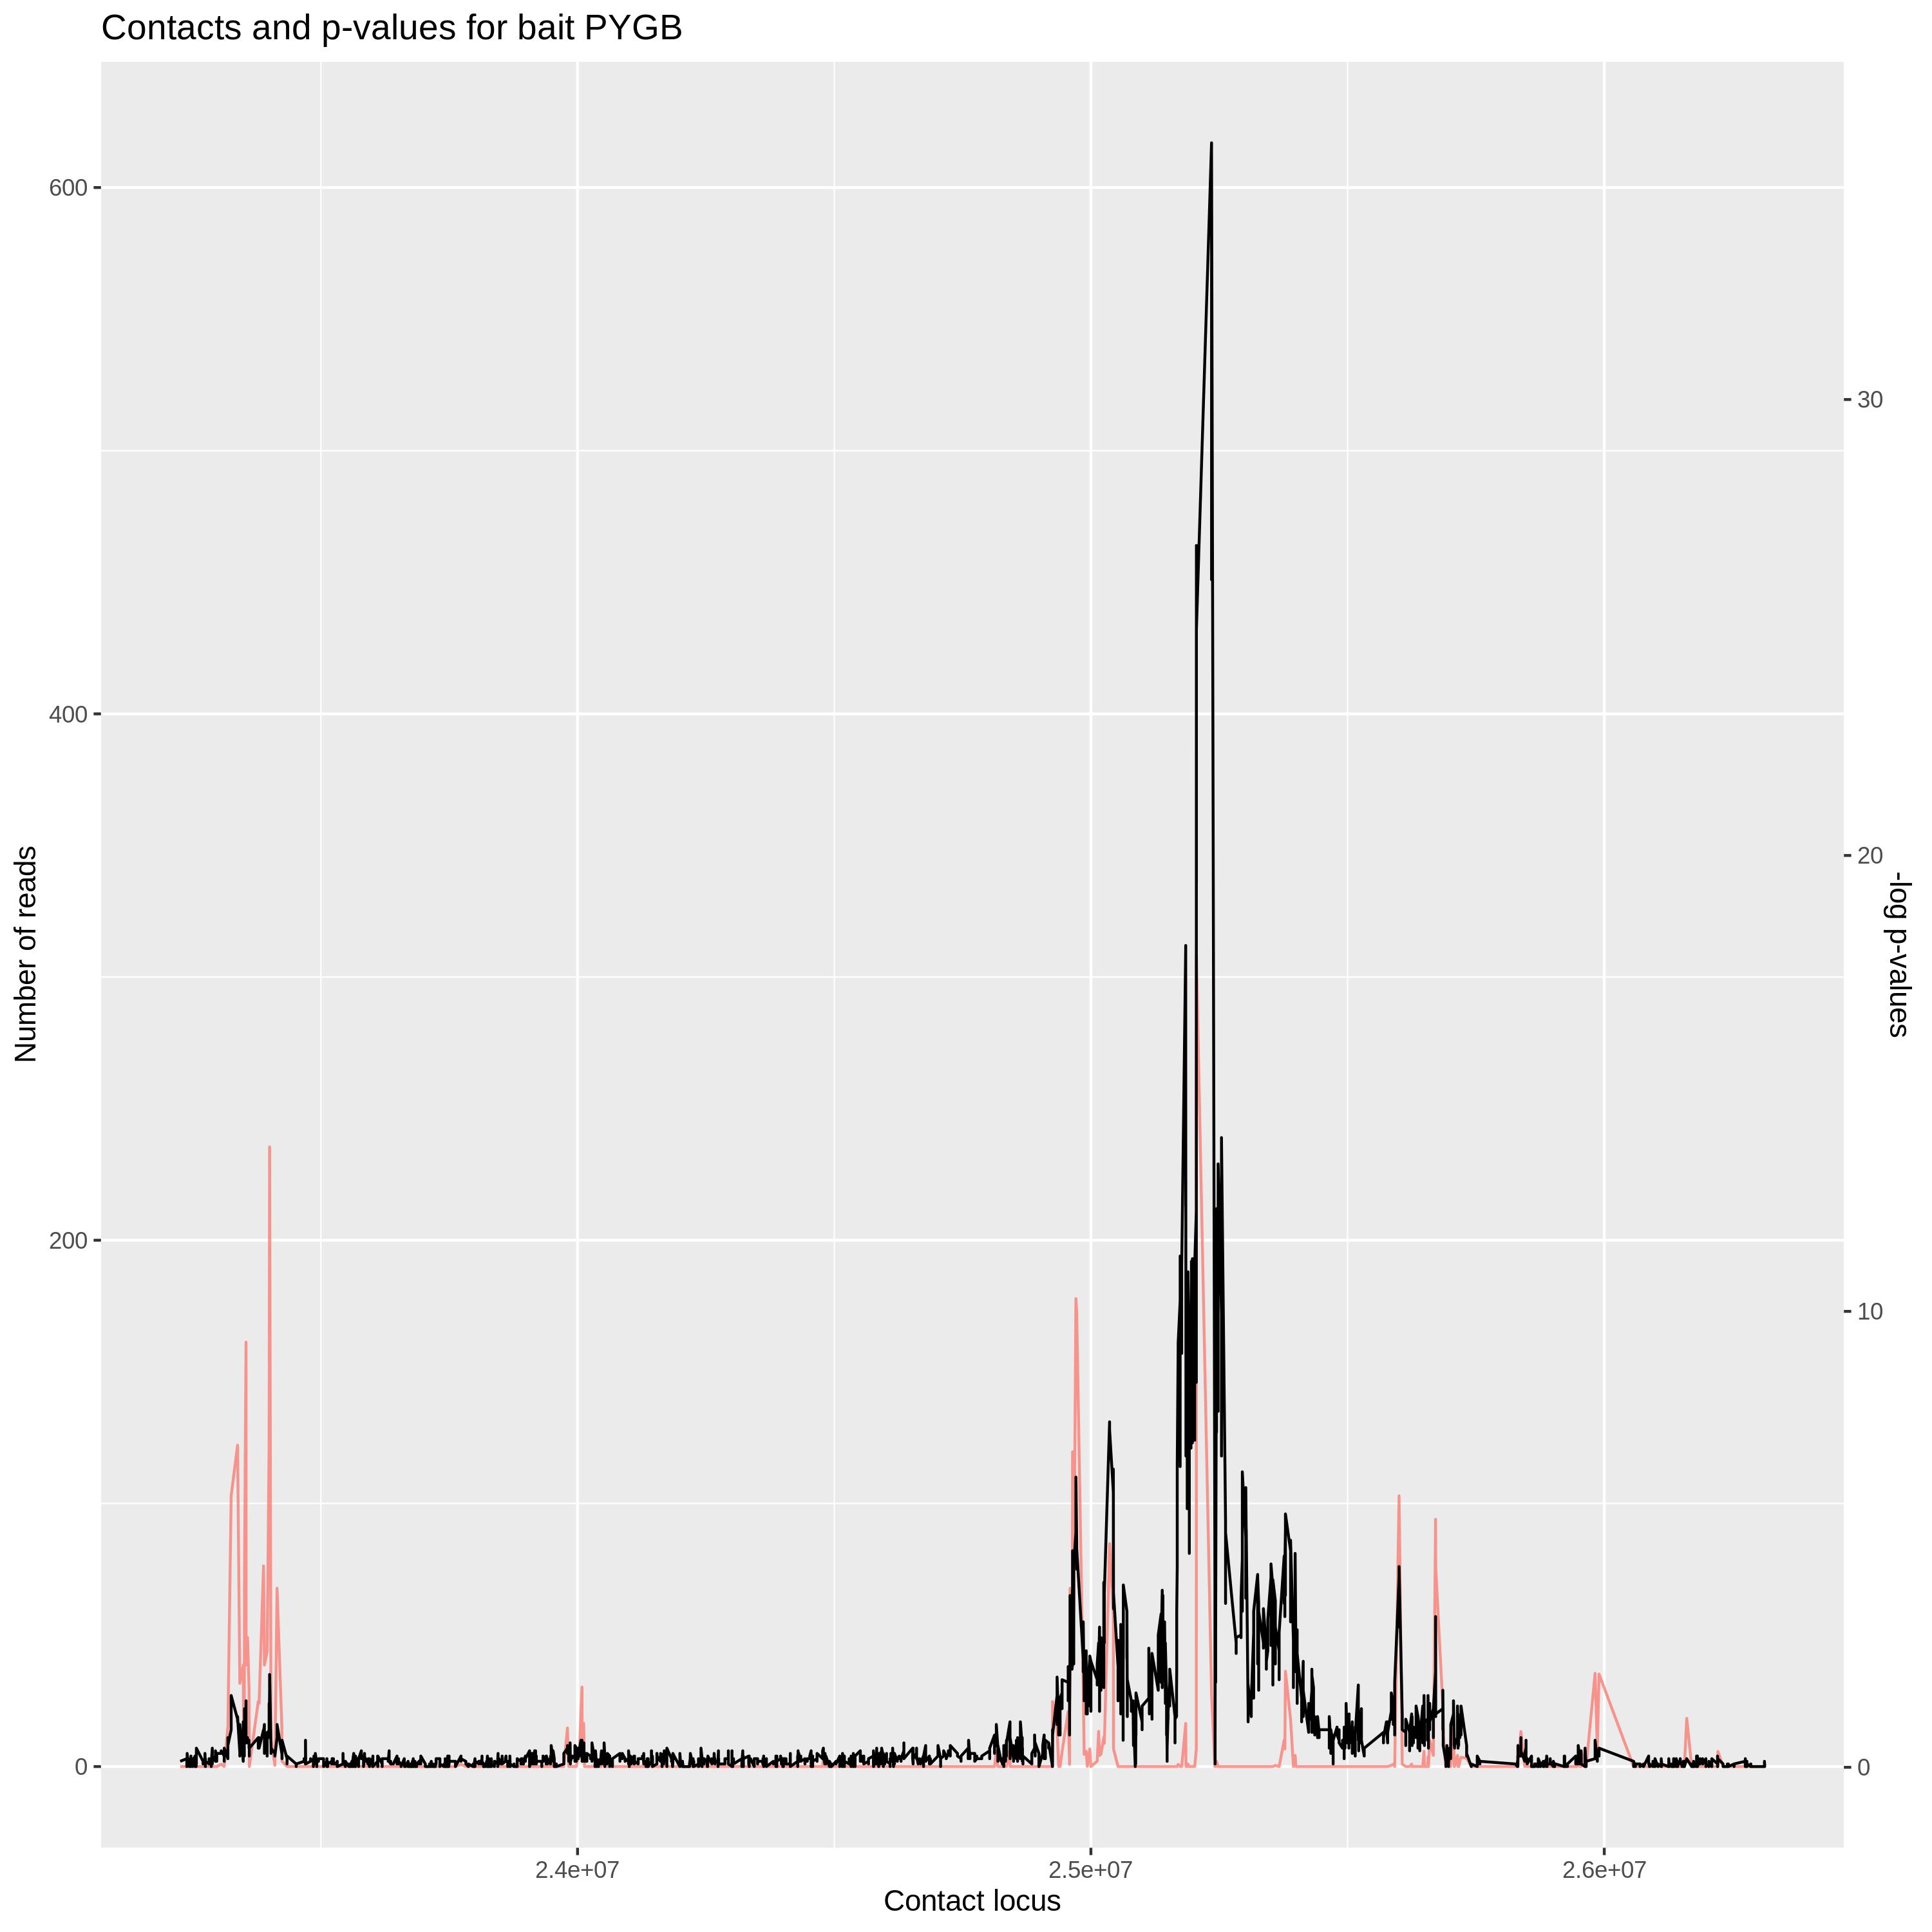 Contacts and p-values for bait PYGB
600
400
200
0
Number of reads
30
20
10
0
-log p-values
2.4e+07
2.5e+07
2.6e+07
Contact locus